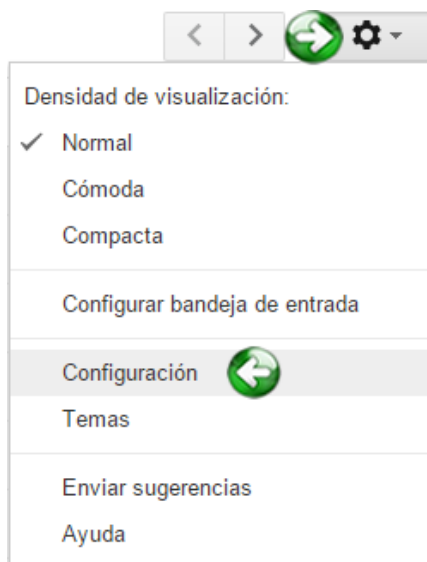 Densidad de visualización:
Normal
Cómoda
Compacta
Configurar bandeja de entrada
Configuración
Temas
Enviar sugerencias
Ayuda